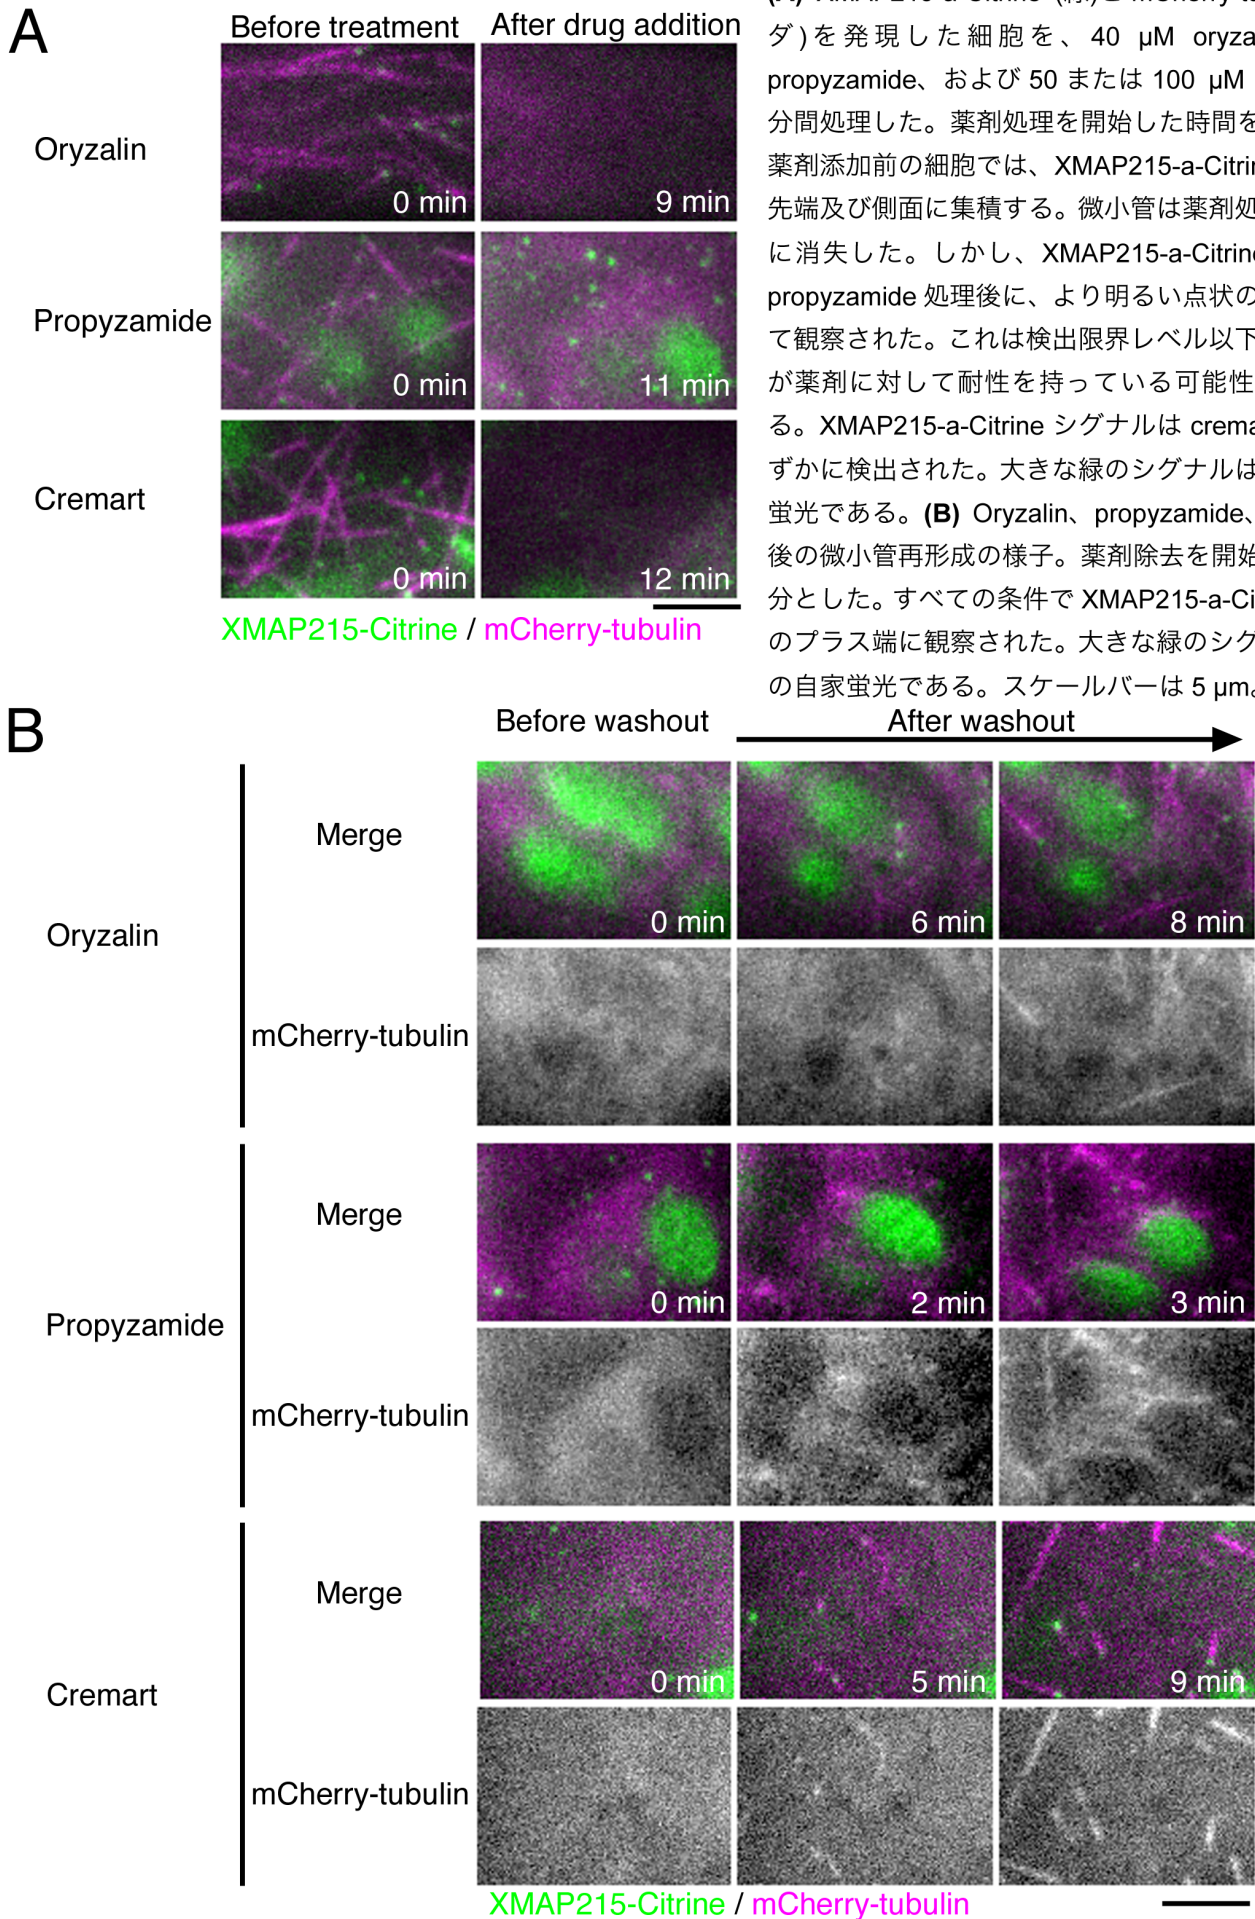 A
Before treatment
After drug addition
Oryzalin
0 min
9 min
Propyzamide
0 min
11 min
Cremart
0 min
12 min
XMAP215-Citrine / mCherry-tubulin
ダ)を発現した細胞を、40 μM oryza
propyzamide、および 50 または 100 μM
分間処理した。薬剤処理を開始した時間を
薬剤添加前の細胞では、XMAP215-a-Citrin
先端及び側面に集積する。微小管は薬剤処
に消失した。しかし、XMAP215-a-Citrine
propyzamide 処理後に、より明るい点状の
て観察された。これは検出限界レベル以下
が薬剤に対して耐性を持っている可能性
る。XMAP215-a-Citrine シグナルは crema
ずかに検出された。大きな緑のシグナルは
蛍光である。(B) Oryzalin、propyzamide、
後の微小管再形成の様子。薬剤除去を開始
分とした。すべての条件で XMAP215-a-Ci
のプラス端に観察された。大きな緑のシグ
の自家蛍光である。スケールバーは 5 μm。
B
Before washout
After washout
Oryzalin
Merge
0 min
6 min
8 min
mCherry-tubulin
Propyzamide
Merge
0 min
2 min
3 min
mCherry-tubulin
Cremart
Merge
0 min
5 min
9 min
mCherry-tubulin
XMAP215-Citrine / mCherry-tubulin